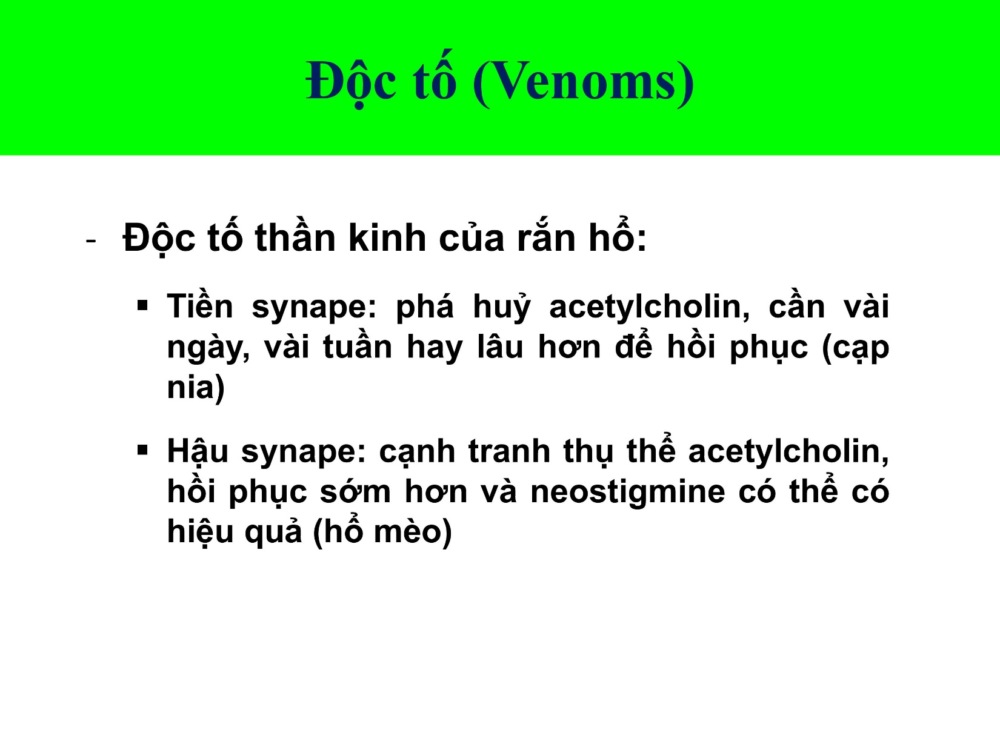 Độc tố (Venoms)
- Độc tố thần kinh của rắn hổ:
▪ Tiền synape: phá huỷ acetylcholin, cần vài
ngày, vài tuần hay lâu hơn để hồi phục (cạp
nia)
▪ Hậu synape: cạnh tranh thụ thể acetylcholin,
hồi phục sớm hơn và neostigmine có thể có
hiệu quả (hổ mèo)